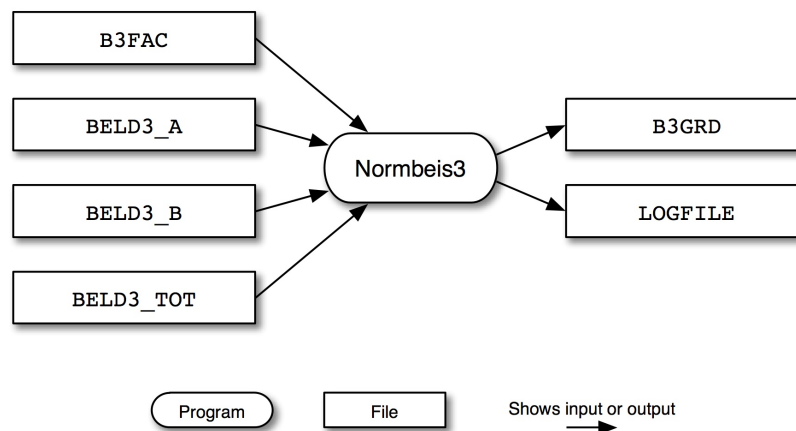 B3FAC
BELD3_A
BELD3_B
BELD3_TOT
Normbeis3
B3GRD
LOGFILE
Program
File
Shows input or output